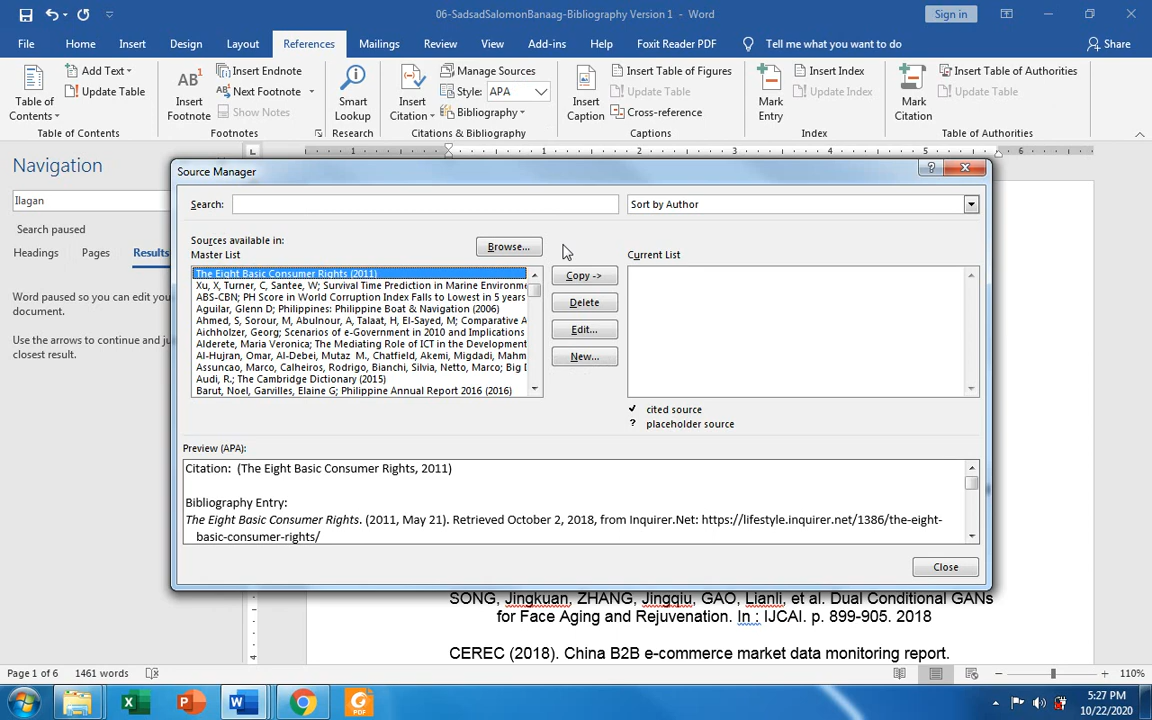 06-SadsadSalomonBanaag-Bibliography Version 1 - Word
Sign in
File Home Insert Design Layout References Mailings Review View Add-ins Help Foxit Reader PDF Tell me what you want to do Share
Table of Contents
Add Text
Update Table
Table of Contents
AB1
Insert Footnote
Insert Endnote
Next Footnote
Show Notes
Footnotes
Smart Lookup
Research
Insert Citation
Manage Sources
Style: APA
Bibliography
Citations & Bibliography
Insert Caption
Insert Table of Figures
Update Table
Cross-reference
Captions
Mark Entry
Insert Index
Update Index
Index
Mark Citation
Insert Table of Authorities
Update Table
Table of Authorities
Navigation
Ilagan
Search paused
Headings Pages Results
Word paused so you can edit your
document.
Use the arrows to continue and ju
closest result.
1 1 2 3 4 5 6
Source Manager
Search:
Sort by Author
Sources available in:
Master List
Browse...
Current List
The Eight Basic Consumer Rights (2011)
Xu, X, Turner, C, Santee, W; Survival Time Prediction in Marine Environme
ABS-CBN; PH Score in World Corruption Index Falls to Lowest in 5 years
Aguilar, Glenn D; Philippines: Philippine Boat & Navigation (2006)
Ahmed, S, Sorour, M, Abulnour, A, Talaat, H, El-Sayed, M; Comparative A
Aichholzer, Georg; Scenarios of e-Government in 2010 and Implications
Alderete, Maria Veronica; The Mediating Role of ICT in the Development
Al-Hujran, Omar, Al-Debei, Mutaz M., Chatfield, Akemi, Migdadi, Mahm
Assuncao, Marco, Calheiros, Rodrigo, Bianchi, Silvia, Netto, Marco; Big D
Audi, R.; The Cambridge Dictionary (2015)
Barut, Noel, Garvilles, Elaine G; Philippine Annual Report 2016 (2016)
Copy ->
Delete
Edit...
New...
cited source
placeholder source
Preview (APA):
Citation: (The Eight Basic Consumer Rights, 2011)
Bibliography Entry:
The Eight Basic Consumer Rights. (2011, May 21). Retrieved October 2, 2018, from Inquirer.Net: https://lifestyle.inquirer.net/1386/the-eight-
basic-consumer-rights/
Close
SONG, Jingkuan, ZHANG, Jingqiu, GAO, Lianli, et al. Dual Conditional GANs
for Face Aging and Rejuvenation. In : IJCAI. p. 899-905. 2018
CEREC (2018). China B2B e-commerce market data monitoring report.
Page 1 of 6 1461 words
110%
5:27 PM
10/22/2020